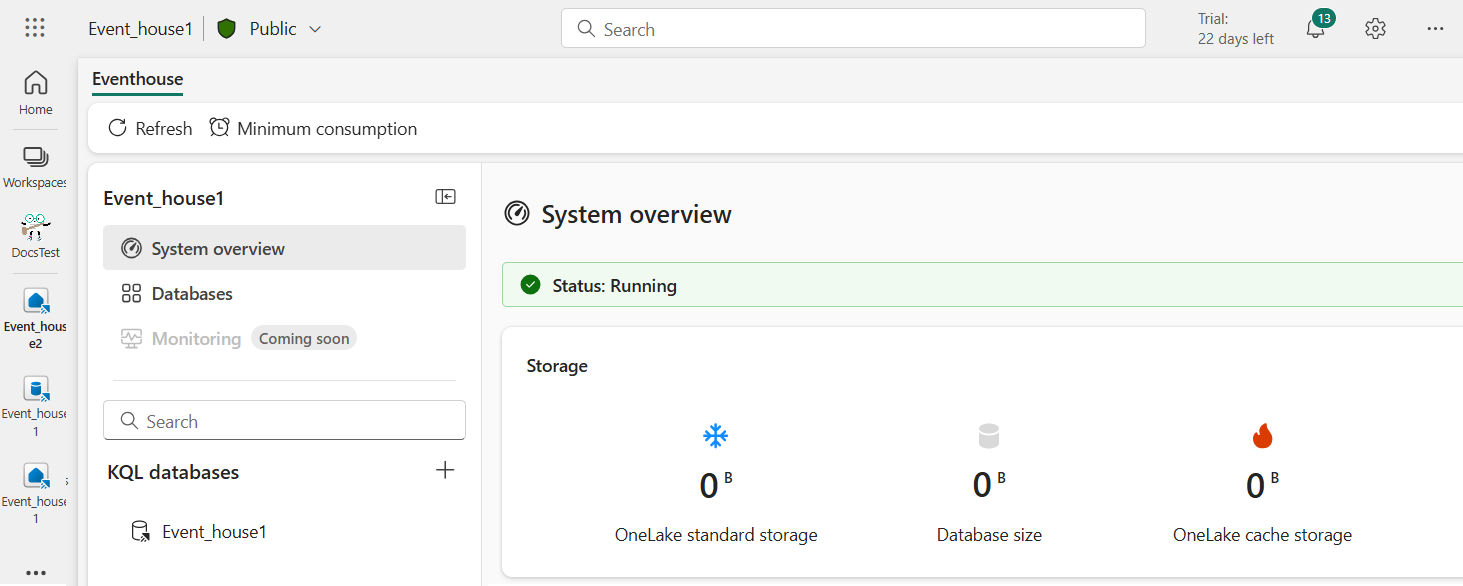 Event_house1
Public
Search
Trial:
22 days left
13
Home
Workspaces
DocsTest
Event_hous
e2
Event_house
1
Event_house
1
Eventhouse
Refresh
Minimum consumption
Event_house1
System overview
Databases
Monitoring Coming soon
Search
KQL databases
Event_house1
System overview
Status: Running
Storage
0 B
0 B
0 B
OneLake standard storage
Database size
OneLake cache storage